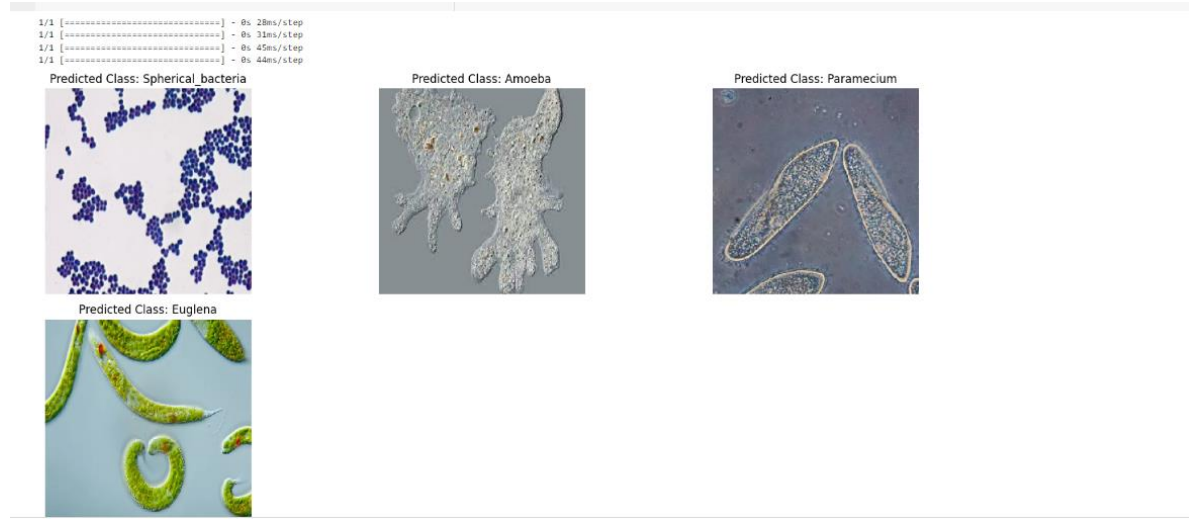 1/1 [==============================] - 0s 28ms/step
1/1 [==============================] - 0s 31ms/step
1/1 [==============================] - 0s 45ms/step
1/1 [==============================] - 0s 44ms/step
Predicted Class: Spherical_bacteria
Predicted Class: Amoeba
Predicted Class: Paramecium
Predicted Class: Euglena